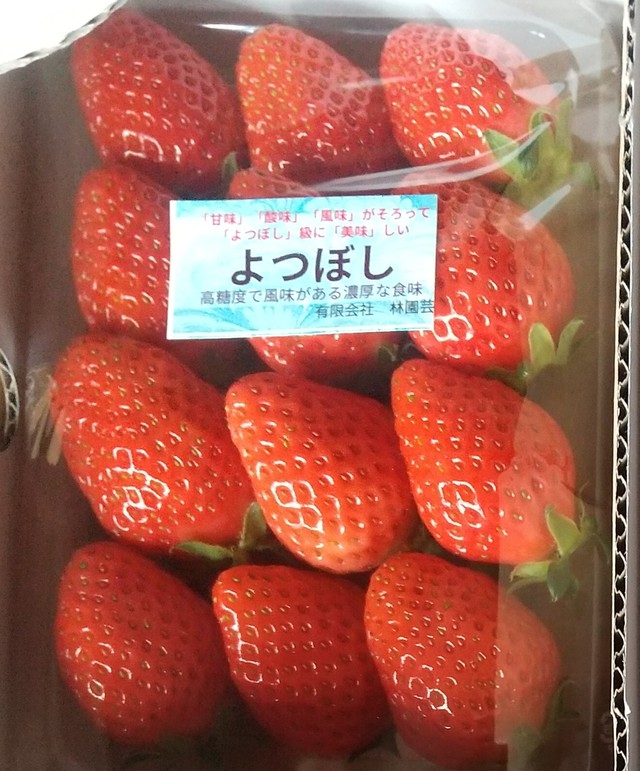 「甘味」「酸味」「風味」がそろって
「よつぼし」級に「美味」しい
よつぼし
高糖度で風味がある濃厚な食味
有限会社　林園芸